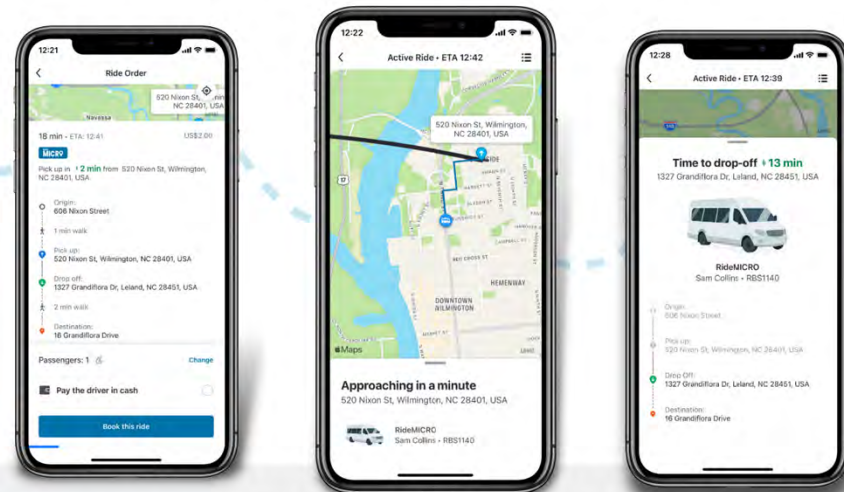 12:21
Ride Order
Navassa
520 Nixon St,
NC 28401, USA
18 min • ETA: 12:41
US$2.00
MICRO
Pick up in 2 min from 520 Nixon St, Wilmington,
NC 28401, USA
Origin:
606 Nixon Street
1 min walk
Pick up:
520 Nixon St, Wilmington, NC 28401, USA
Drop off:
1327 Grandiflora Dr, Leland, NC 28451, USA
2 min walk
Destination:
16 Grandiflora Drive
Passengers: 1
Change
Pay the driver in cash
Book this ride
12:22
Active Ride • ETA 12:42
520 Nixon St, Wilmington,
NC 28401, USA
17
RED CROSS ST
HEMENWAY
DOWNTOWN
WILMINGTON
MARKET ST
Maps
Legal
Approaching in a minute
520 Nixon St, Wilmington, NC 28401, USA
RideMICRO
Sam Collins • RBS1140
12:28
Active Ride • ETA 12:39
Time to drop-off 13 min
1327 Grandiflora Dr, Leland, NC 28451, USA
RideMICRO
Sam Collins • RBS1140
Origin:
606 Nixon Street
Pick up:
520 Nixon St, Wilmington, NC 28401, USA
Drop Off:
1327 Grandiflora Dr, Leland, NC 28451, USA
Destination:
16 Grandiflora Drive